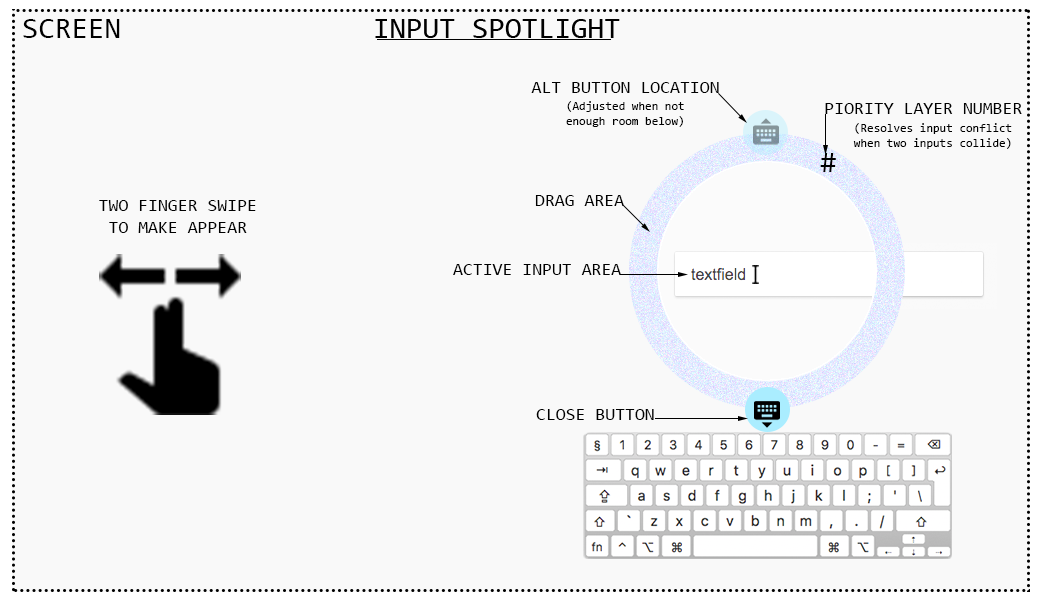 SCREEN
INPUT SPOTLIGHT
ALT BUTTON LOCATION
(Adjusted when not
enough room below)
PIORITY LAYER NUMBER
(Resolves input conflict
when two inputs collide)
#
DRAG AREA
TWO FINGER SWIPE
TO MAKE APPEAR
ACTIVE INPUT AREA
textfield
CLOSE BUTTON
§ 1 2 3 4 5 6 7 8 9 0 - = ⌫
⇥ q w e r t y u i o p [ ] ↩
⇪ a s d f g h j k l ; ' \
⇧ ` z x c v b n m , . / ⇧
fn ^ ⌥ ⌘ ⌘ ⌥ ← ↑ ↓ →